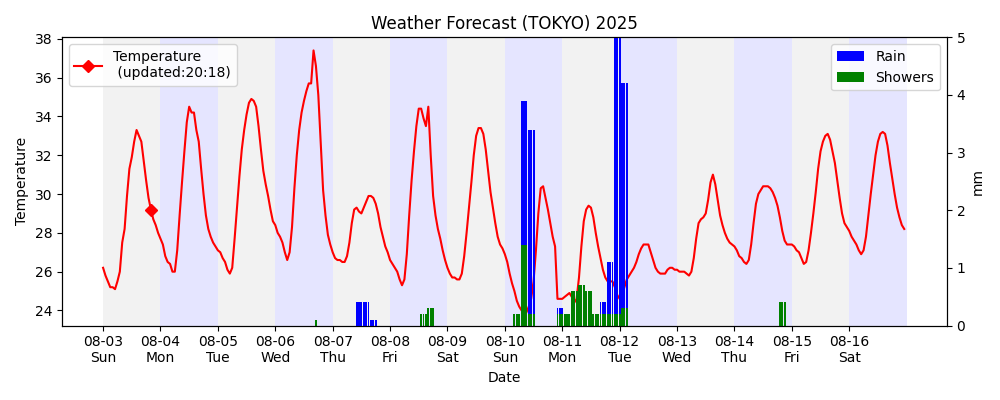 Weather Forecast (TOKYO) 2025
Temperature
(updated:20:18)
Rain
Showers
Temperature
38
36
34
32
30
28
26
24
5
4
3
2
1
0
mm
08-03 08-04 08-05 08-06 08-07 08-08 08-09 08-10 08-11 08-12 08-13 08-14 08-15 08-16
Sun Mon Tue Wed Thu Fri Sat Sun Mon Tue Wed Thu Fri Sat
Date